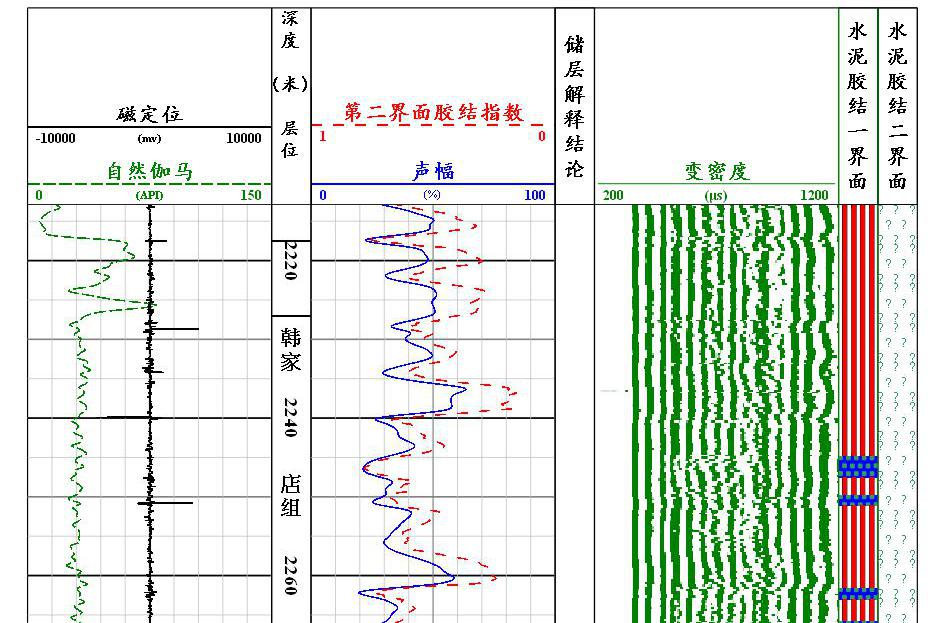 磁定位
-10000 (mv) 10000
自然伽马
0 (API) 150
深度
(米)
层位
第二界面胶结指数
1 0
声幅
0 (%) 100
储层解释结论
变密度
200 (μs) 1200
水泥胶结一界面
水泥胶结二界面
2220
韩家
2240
店组
2260